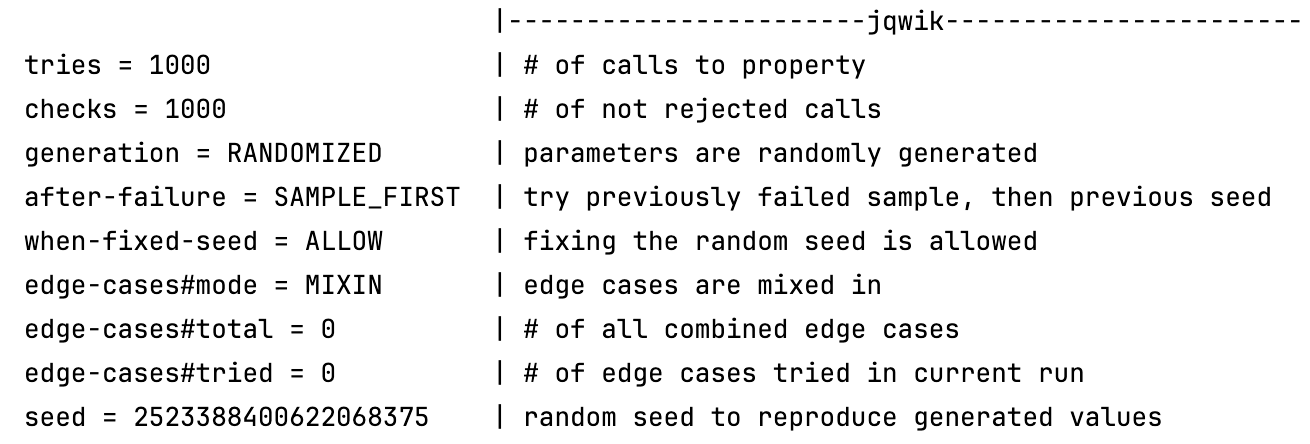 |-----------------------jqwik-----------------------
tries = 1000 | # of calls to property
checks = 1000 | # of not rejected calls
generation = RANDOMIZED | parameters are randomly generated
after-failure = SAMPLE_FIRST | try previously failed sample, then previous seed
when-fixed-seed = ALLOW | fixing the random seed is allowed
edge-cases#mode = MIXIN | edge cases are mixed in
edge-cases#total = 0 | # of all combined edge cases
edge-cases#tried = 0 | # of edge cases tried in current run
seed = 2523388400622068375 | random seed to reproduce generated values